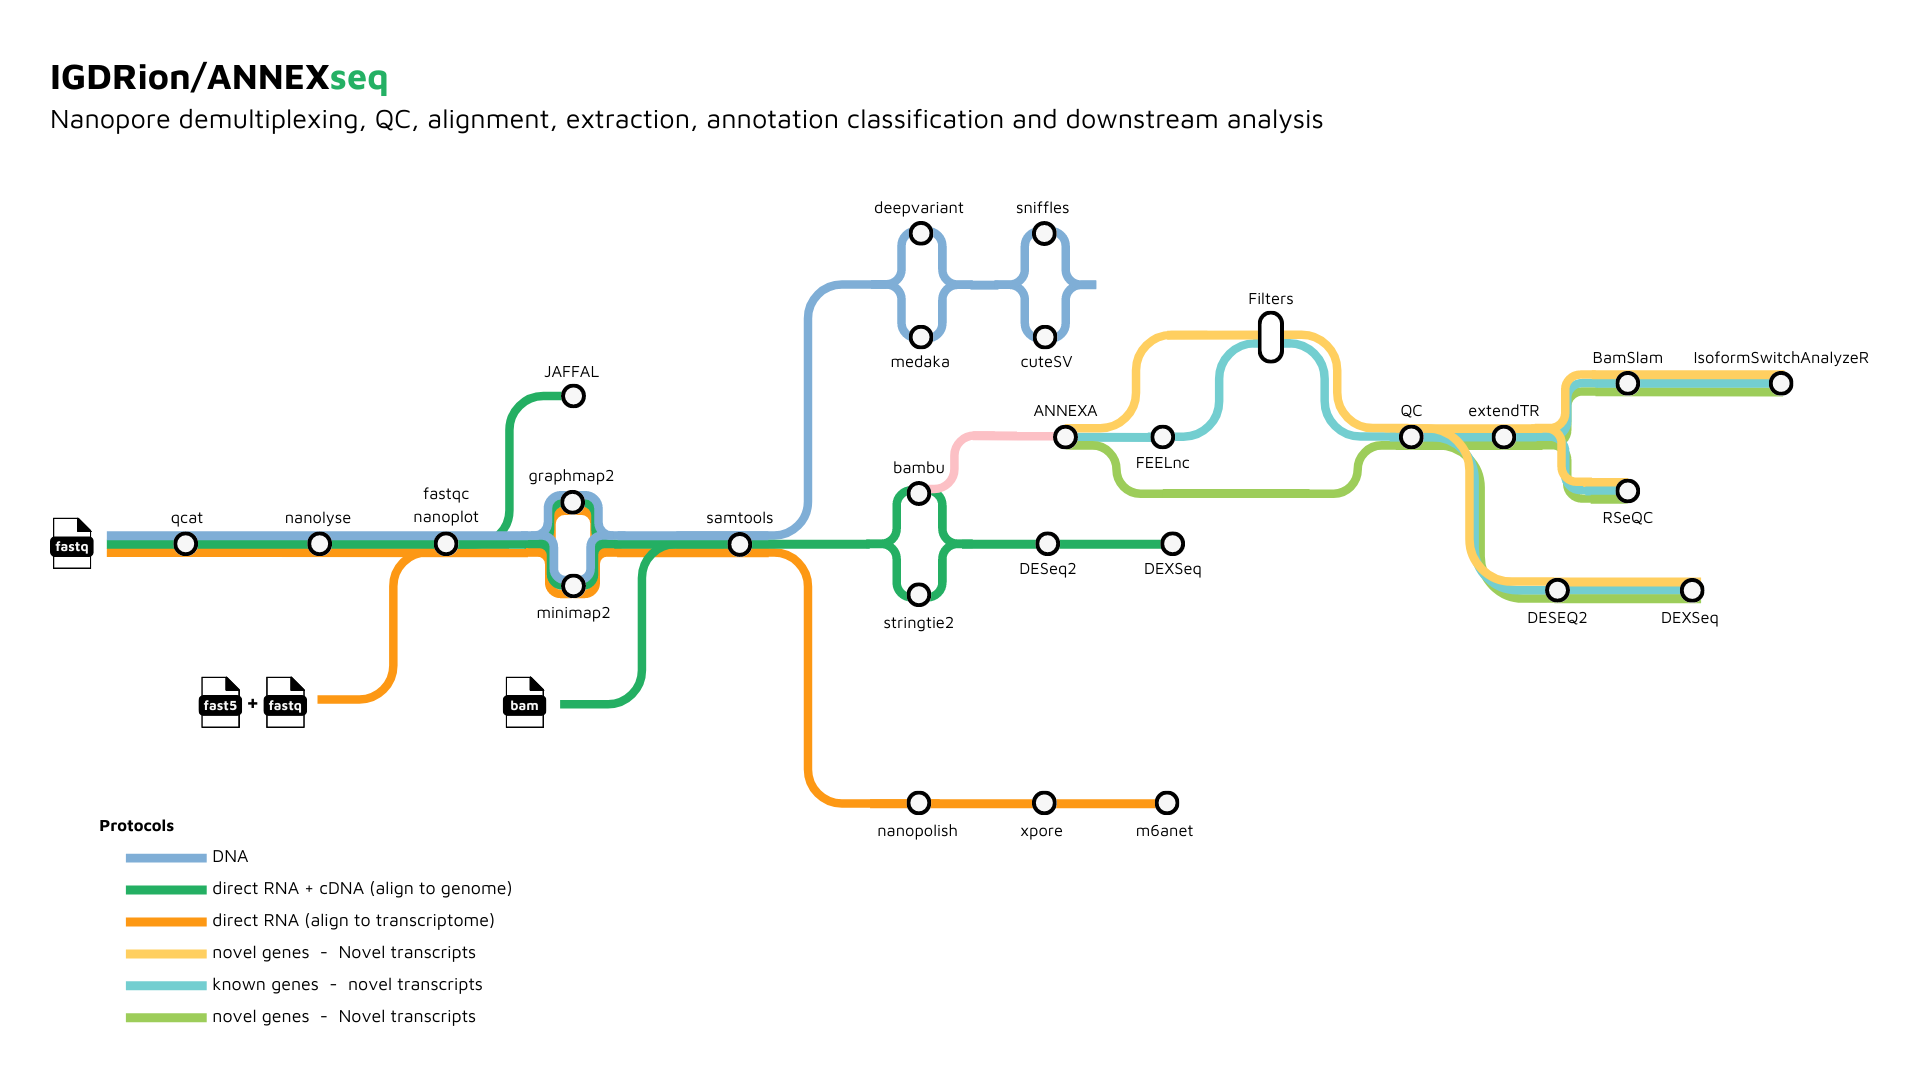 IGDRion/ANNEXseq
Nanopore demultiplexing, QC, alignment, extraction, annotation classification and downstream analysis
deepvariant
sniffles
medaka
cuteSV
Filters
JAFFAL
BamSlam
IsoformSwitchAnalyzeR
ANNEXA
QC
extendTR
FEELnc
graphmap2
bambu
fastqc
nanoplot
qcat
nanolyse
samtools
RSeQC
fastq
DESeq2
DEXSeq
minimap2
stringtie2
DESEQ2
DEXSeq
fast5 + fastq
bam
nanopolish
xpore
m6anet
Protocols
DNA
direct RNA + cDNA (align to genome)
direct RNA (align to transcriptome)
novel genes - Novel transcripts
known genes - novel transcripts
novel genes - Novel transcripts